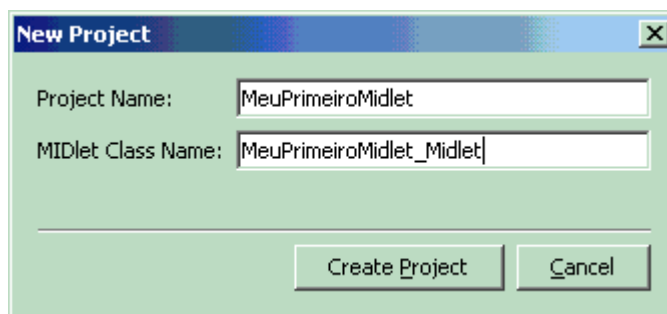 New Project
Project Name: MeuPrimeiroMidlet
MIDlet Class Name: MeuPrimeiroMidlet_Midlet
Create Project Cancel